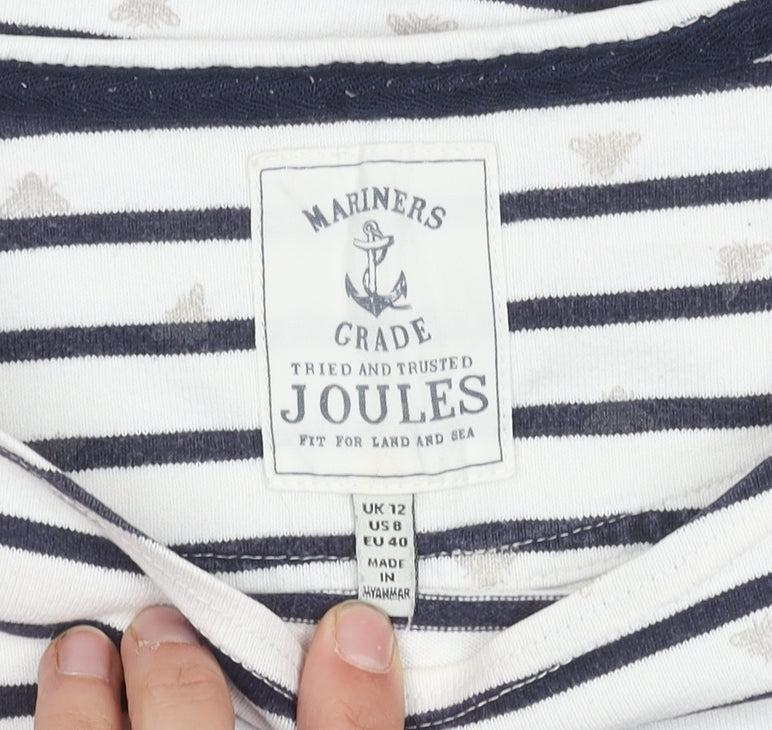 MARINERS
GRADE
TRIED AND TRUSTED
JOULES
FIT FOR LAND AND SEA
UK 12
US 8
EU 40
MADE
IN
MYANMAR